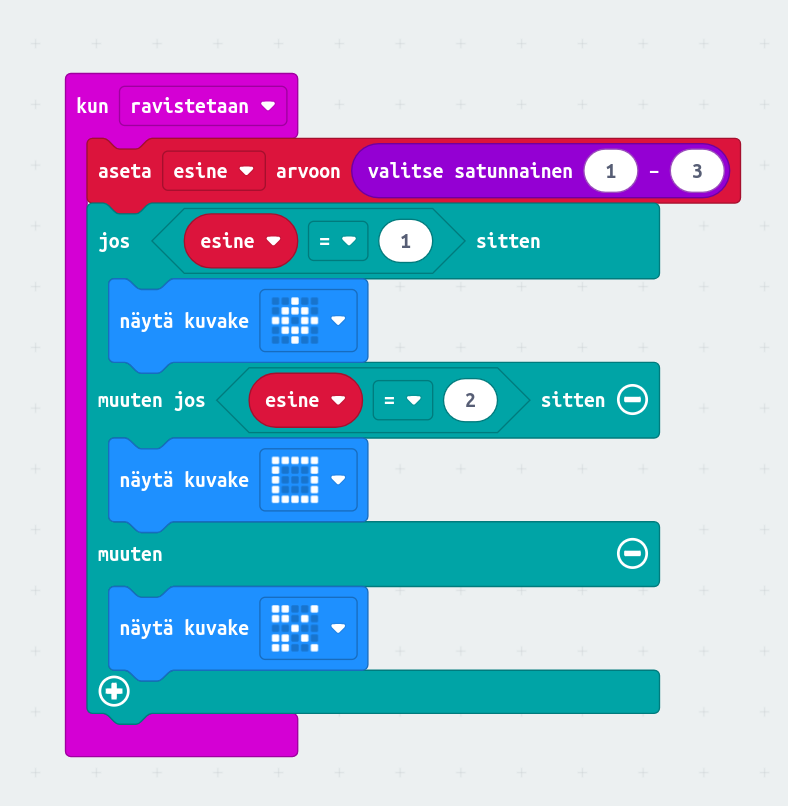 kun ravistetaan
aseta esine arvoon valitse satunnainen 1 - 3
jos esine = 1 sitten
näytä kuvake
muuten jos esine = 2 sitten
näytä kuvake
muuten
näytä kuvake